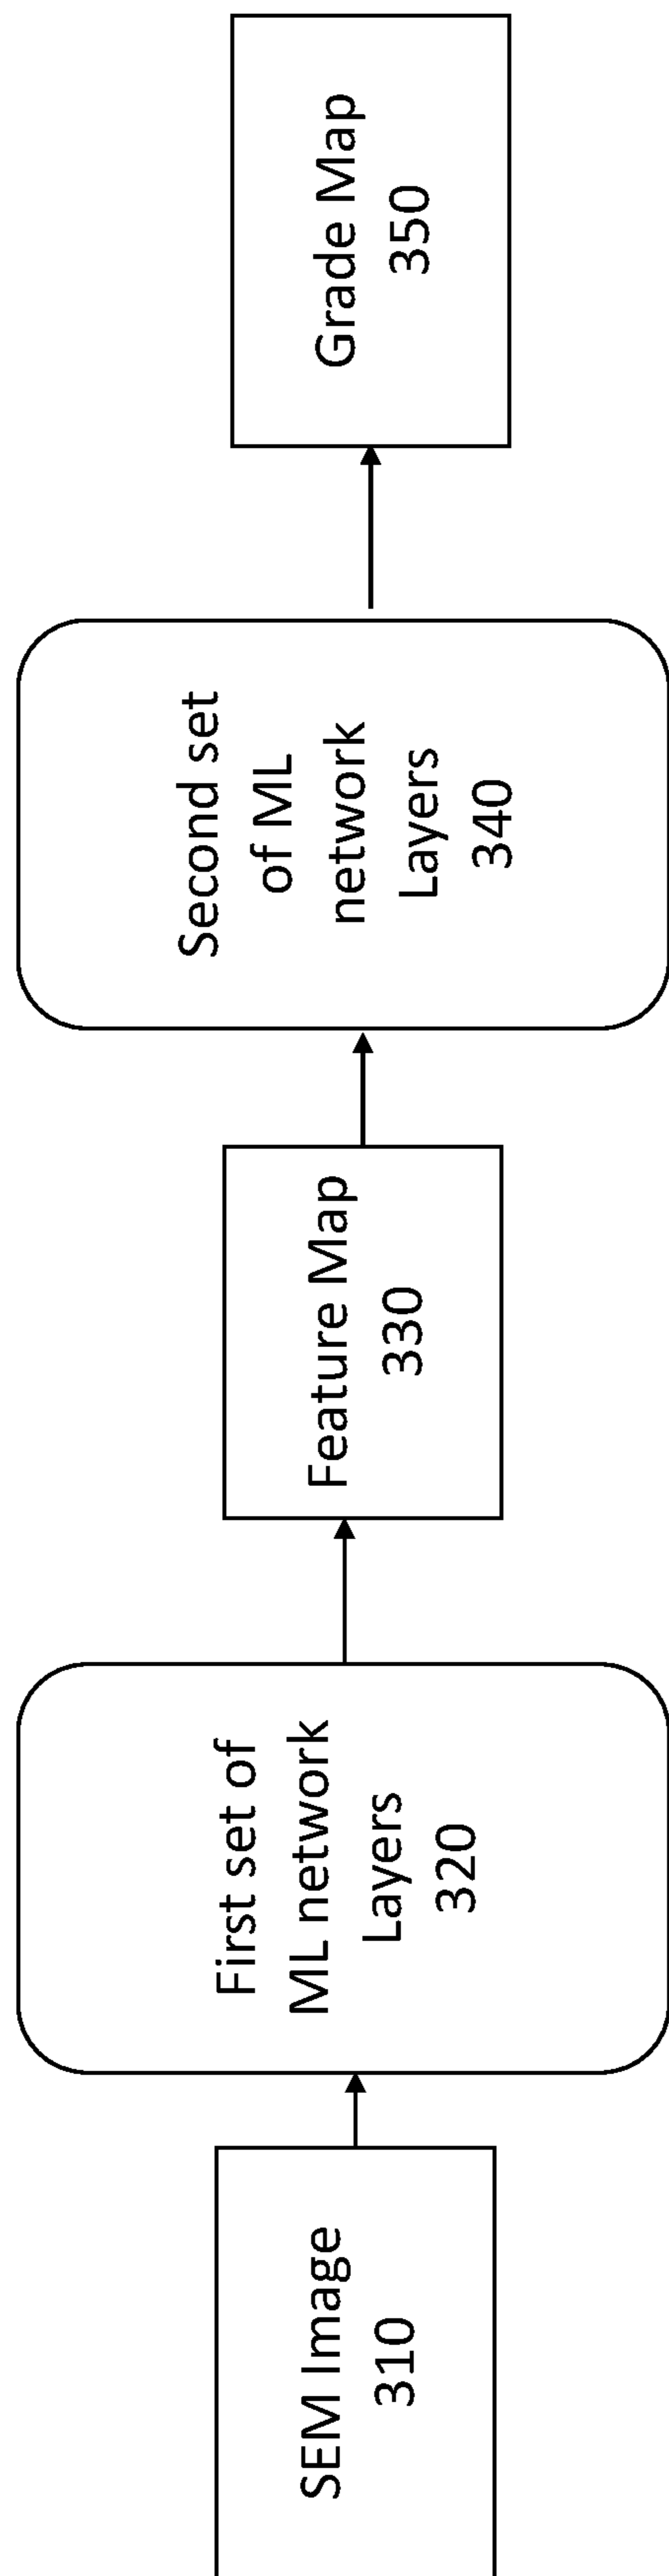 SEM Image
310
First set of
ML network
Layers
320
Feature Map
330
Second set
of ML
network
Layers
340
Grade Map
350